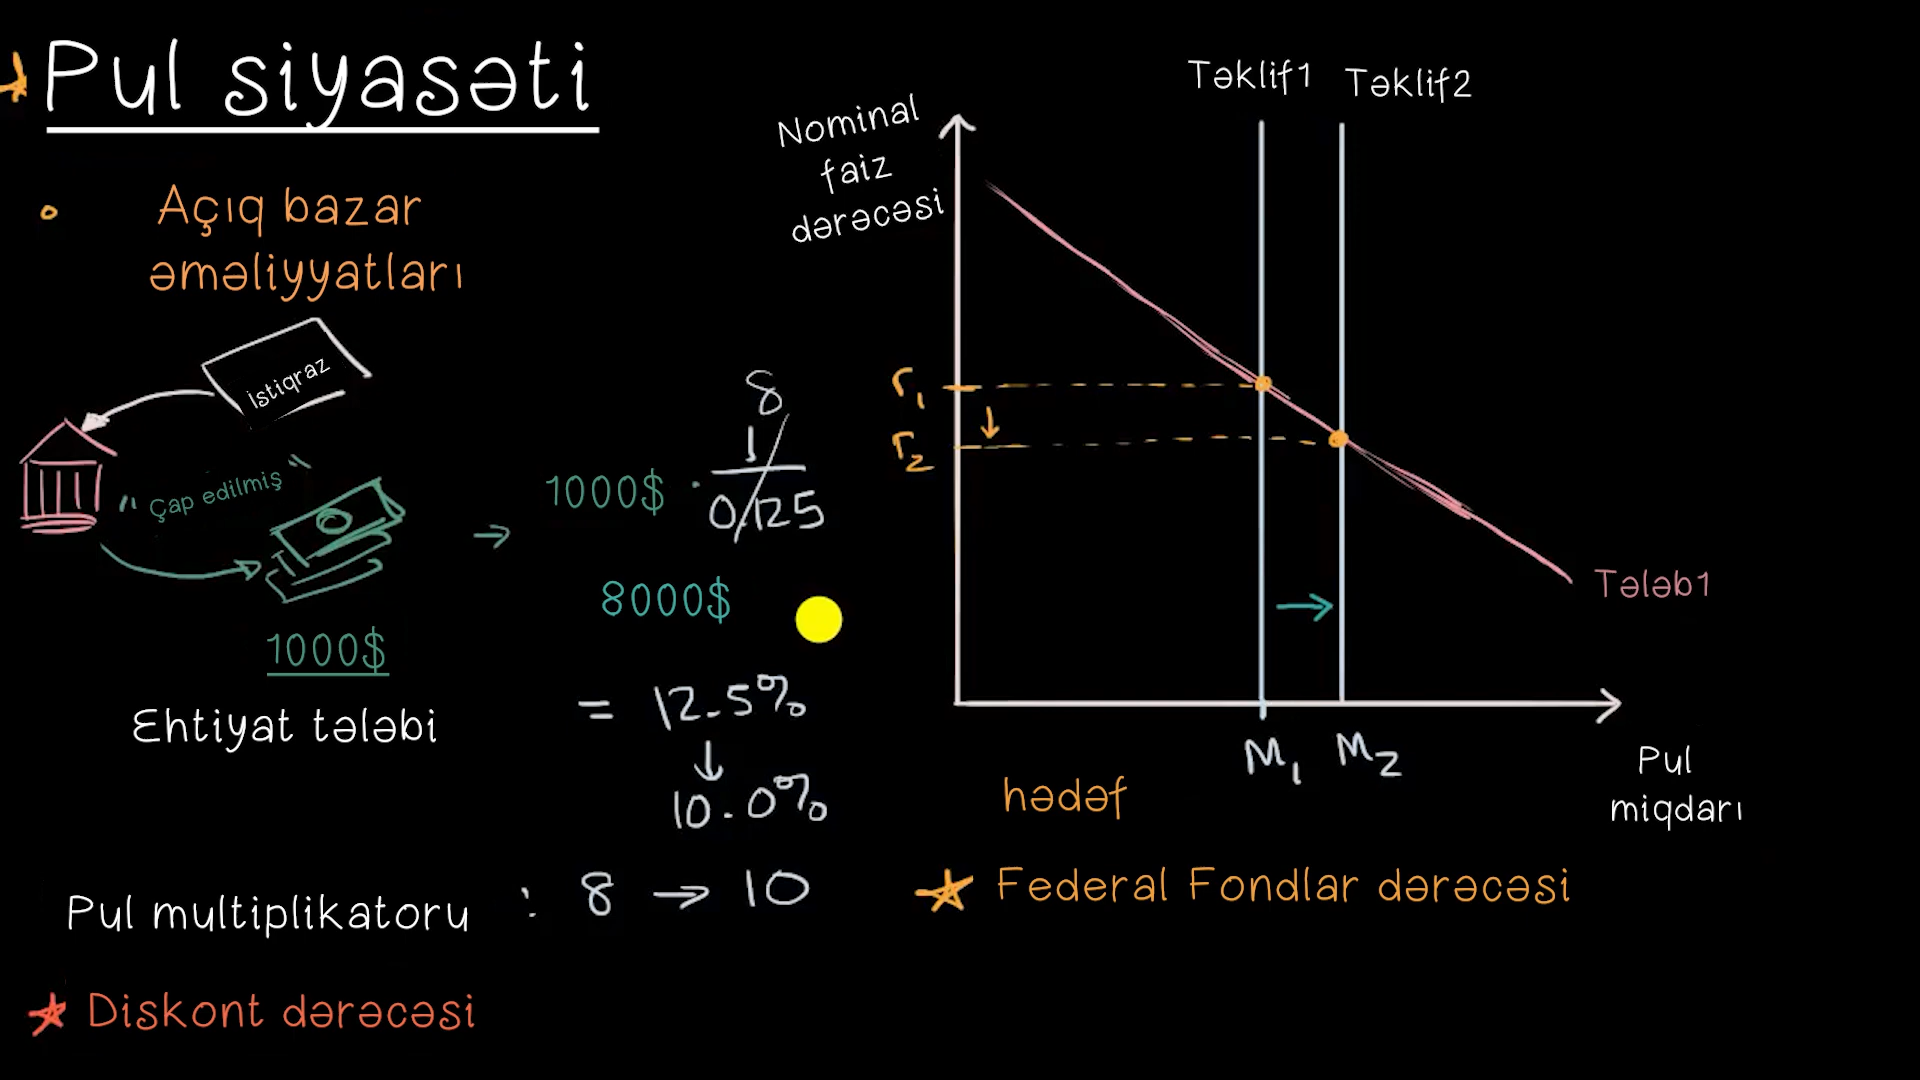 Pul siyasəti
Açıq bazar
əməliyyatları
İstiqraz
"Çap edilmiş"
1000$
→ 1000$ · 1/0.125
8
8000$
Ehtiyat tələbi = 12.5%
↓
10.0%
Pul multiplikatoru : 8 → 10
Diskont dərəcəsi
Nominal
faiz
dərəcəsi
Təklif1 Təklif2
r1
r2
Tələb1
M1 M2
Pul
miqdarı
hədəf
Federal Fondlar dərəcəsi